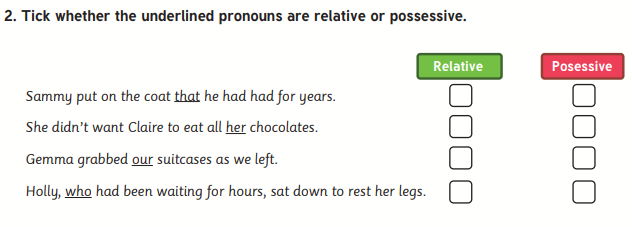 2. Tick whether the underlined pronouns are relative or possessive.
Relative Posessive
Sammy put on the coat that he had had for years.
She didn't want Claire to eat all her chocolates.
Gemma grabbed our suitcases as we left.
Holly, who had been waiting for hours, sat down to rest her legs.